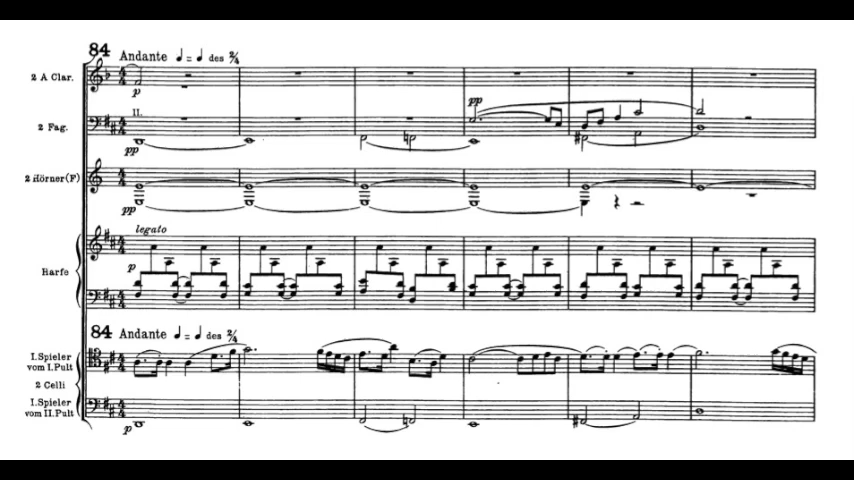 84 Andante ♩ = ♩ des 2/4
2 A Clar.
p
pp
II.
2 Fag.
pp
2 Hörner (F)
pp
legato
p
Harfe
84 Andante ♩ = ♩ des 2/4
I. Spieler
vom I. Pult
2 Celli
I. Spieler
vom II. Pult
p